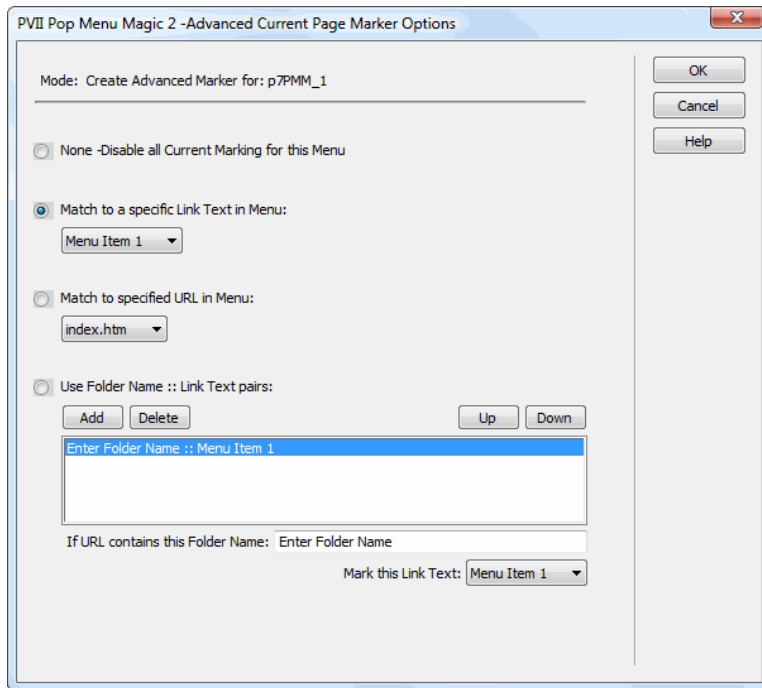 PVII Pop Menu Magic 2 -Advanced Current Page Marker Options
Mode: Create Advanced Marker for: p7PMM_1
OK
Cancel
Help
None -Disable all Current Marking for this Menu
Match to a specific Link Text in Menu:
Menu Item 1
Match to specified URL in Menu:
index.htm
Use Folder Name :: Link Text pairs:
Add Delete Up Down
Enter Folder Name :: Menu Item 1
If URL contains this Folder Name: Enter Folder Name
Mark this Link Text: Menu Item 1